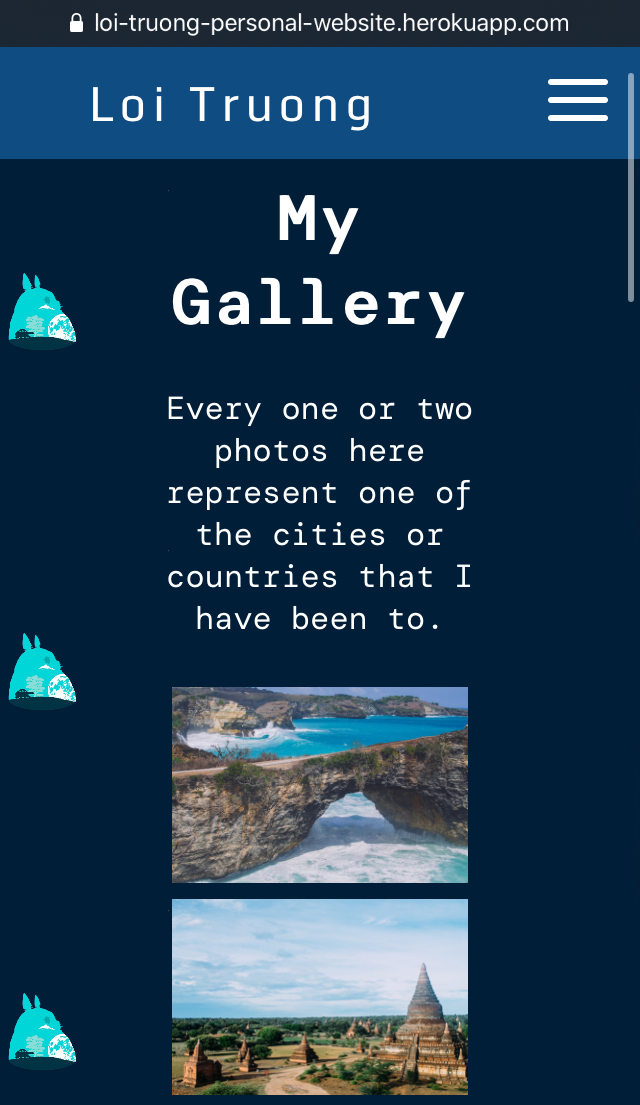 loi-truong-personal-website.herokuapp.com
Loi Truong
My
Gallery
Every one or two
photos here
represent one of
the cities or
countries that I
have been to.